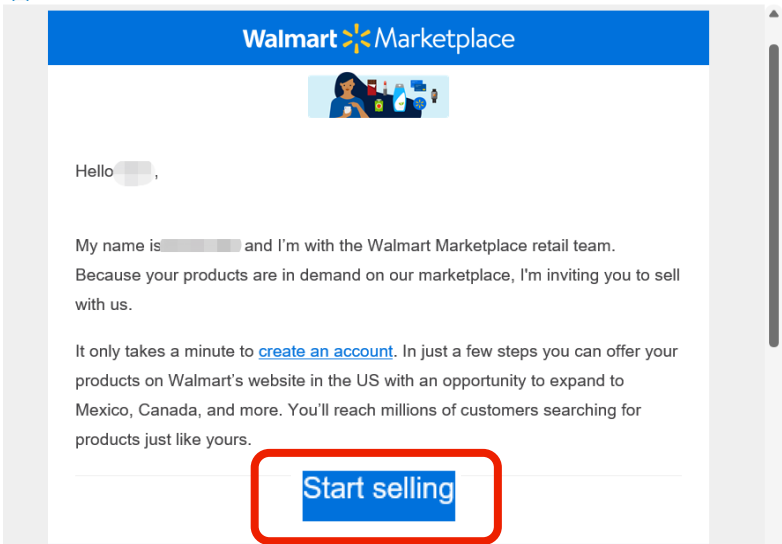 Walmart Marketplace
Hello ,
My name is and I'm with the Walmart Marketplace retail team.
Because your products are in demand on our marketplace, I'm inviting you to sell
with us.
It only takes a minute to create an account. In just a few steps you can offer your
products on Walmart's website in the US with an opportunity to expand to
Mexico, Canada, and more. You'll reach millions of customers searching for
products just like yours.
Start selling